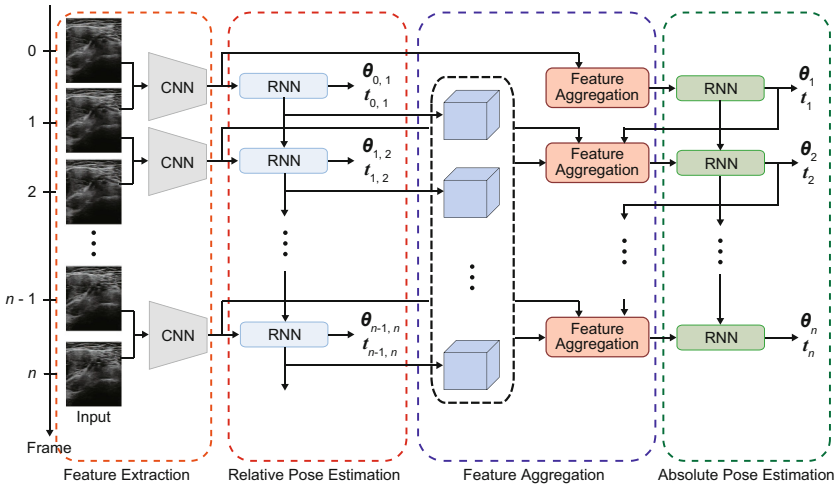 0
1
2
n - 1
n
Frame
Input
CNN
CNN
CNN
RNN
RNN
RNN
θ0, 1
t0, 1
θ1, 2
t1, 2
θn-1, n
t n-1, n
Feature
Aggregation
Feature
Aggregation
Feature
Aggregation
RNN
RNN
RNN
θ1
t1
θ2
t2
θn
tn
Feature Extraction
Relative Pose Estimation
Feature Aggregation
Absolute Pose Estimation